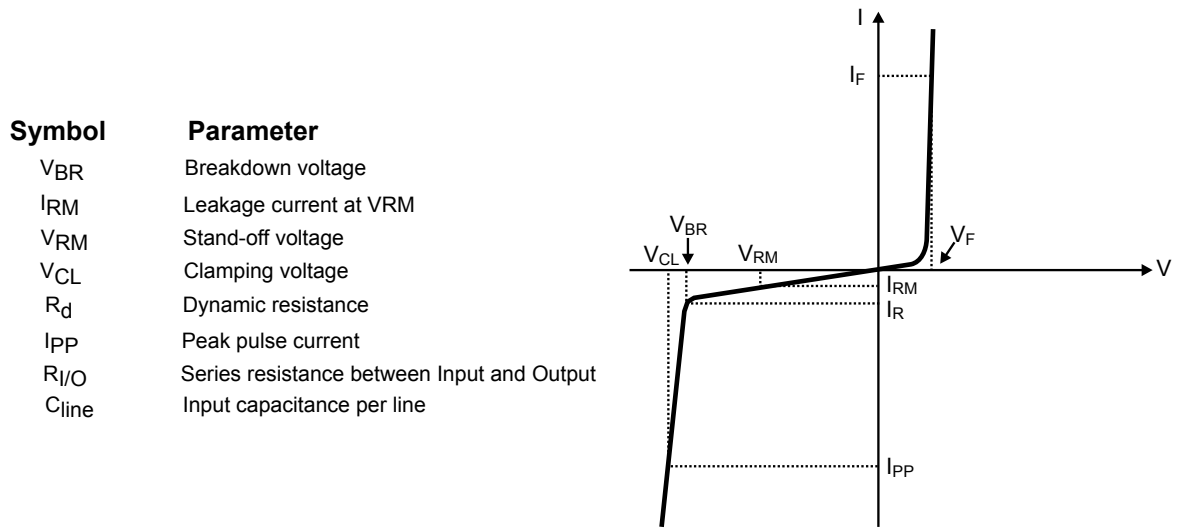 Symbol Parameter
VBR Breakdown voltage
IRM Leakage current at VRM
VRM Stand-off voltage
VCL Clamping voltage
Rd Dynamic resistance
IPP Peak pulse current
RI/O Series resistance between Input and Output
Cline Input capacitance per line
I
IF
VBR
VCL
VRM
VF
V
IRM
IR
IPP